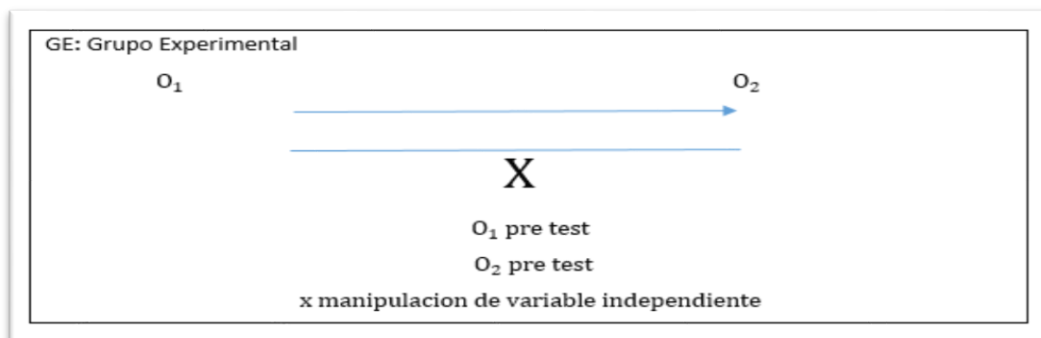 GE: Grupo Experimental
O₁ O₂
X
O₁ pre test
O₂ pre test
x manipulacion de variable independiente